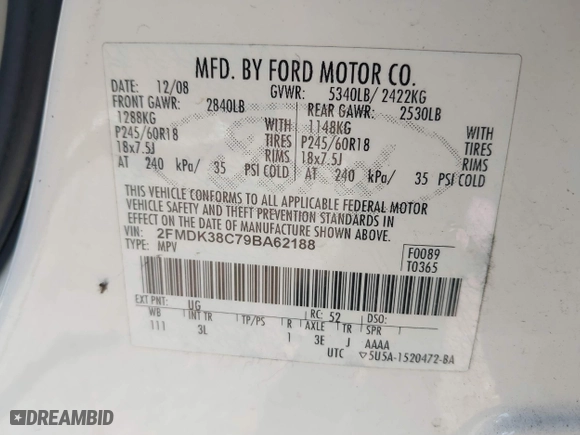 MFD. BY FORD MOTOR CO.
DATE: 12/08 GVWR: 5340LB/ 2422KG
FRONT GAWR: 2840LB REAR GAWR: 2530LB
1288KG WITH 1148KG WITH
P245/60R18 TIRES P245/60R18 TIRES
18x7.5J RIMS 18x7.5J RIMS
AT 240 kPa/ 35 PSI COLD AT 240 kPa/ 35 PSI COLD
THIS VEHICLE CONFORMS TO ALL APPLICABLE FEDERAL MOTOR
VEHICLE SAFETY AND THEFT PREVENTION STANDARDS IN
EFFECT ON THE DATE OF MANUFACTURE SHOWN ABOVE.
VIN: 2FMDK38C79BA62188
TYPE: MPV
F0089
T0365
EXT PNT: UG RC: 52 DSO:
WB INT TR TP/PS R AXLE TR SPR
111 3L 1 3E J AAAA
UTC ▽5U5A-1520472-BA
Ford
DREAMBID